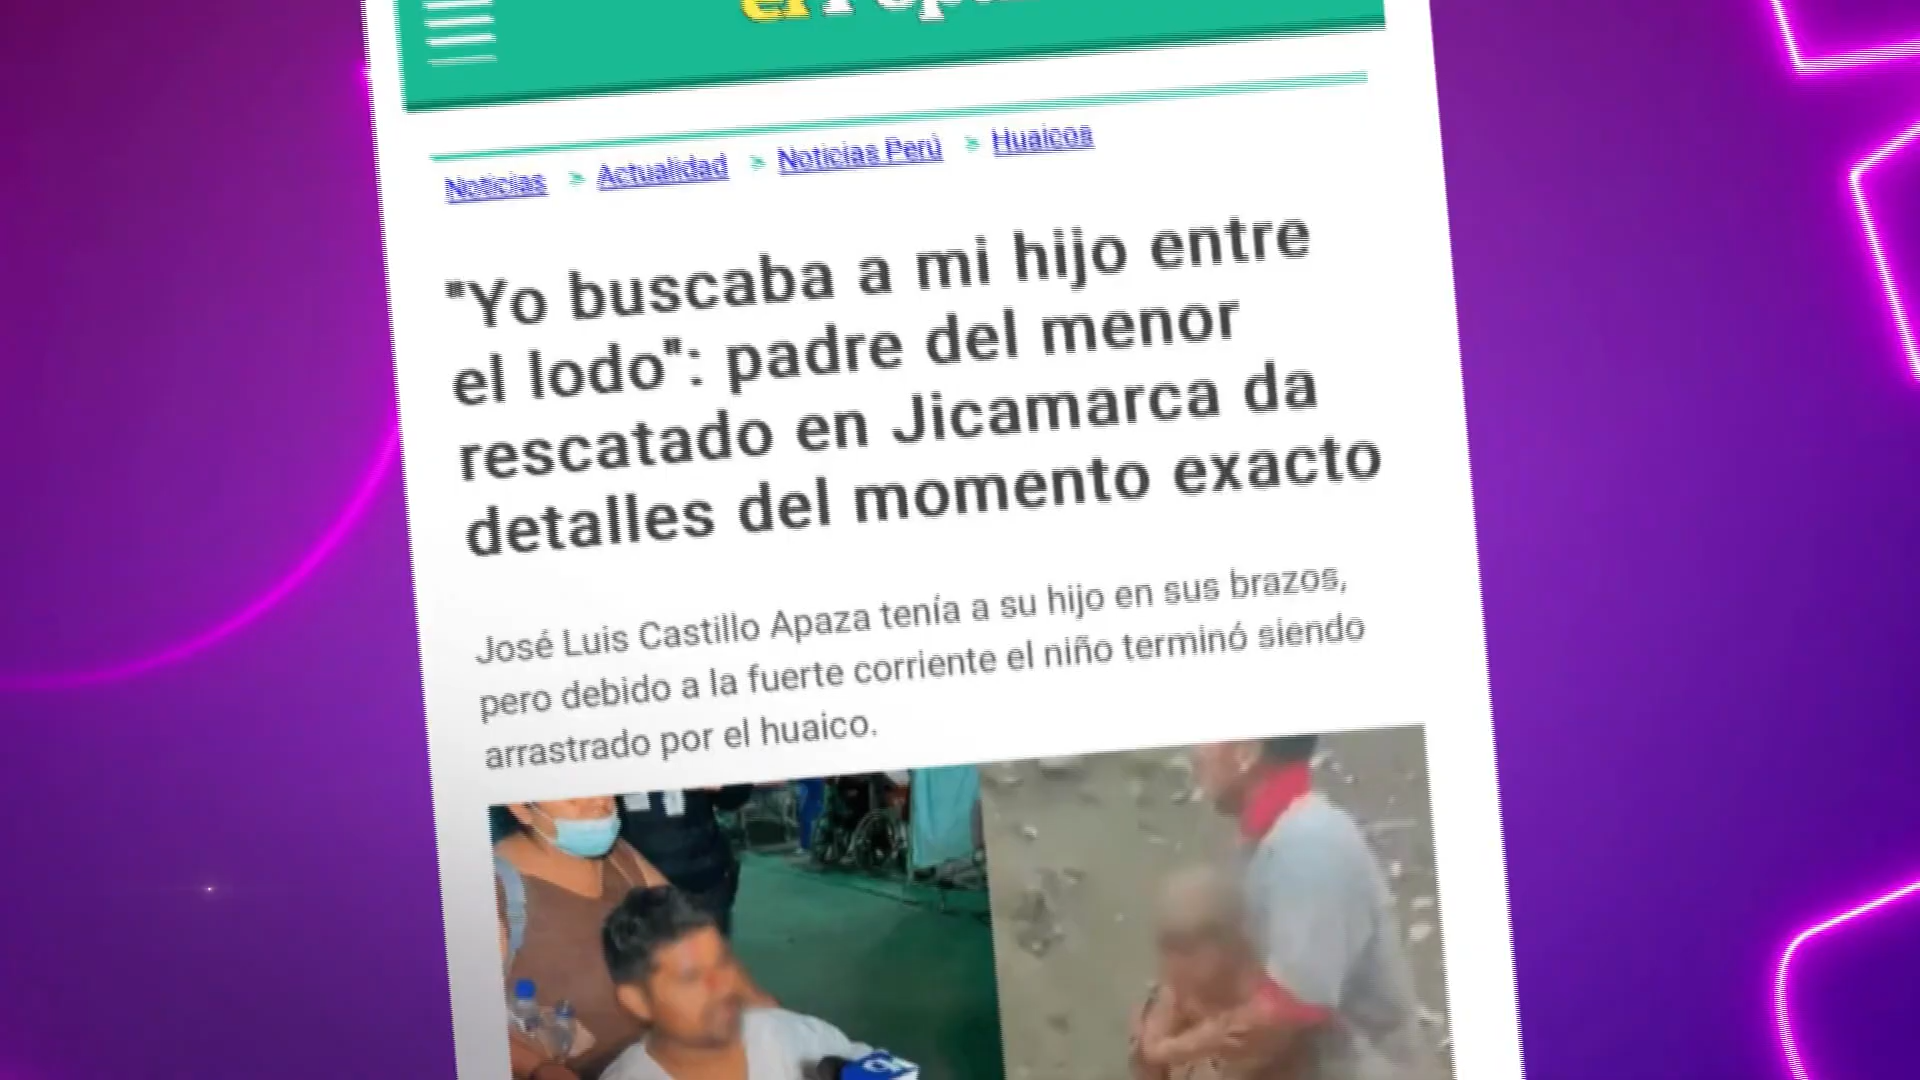 Noticias > Actualidad > Noticias Perú > Huaicos
"Yo buscaba a mi hijo entre
el lodo": padre del menor
rescatado en Jicamarca da
detalles del momento exacto
José Luis Castillo Apaza tenía a su hijo en sus brazos,
pero debido a la fuerte corriente el niño terminó siendo
arrastrado por el huaico.